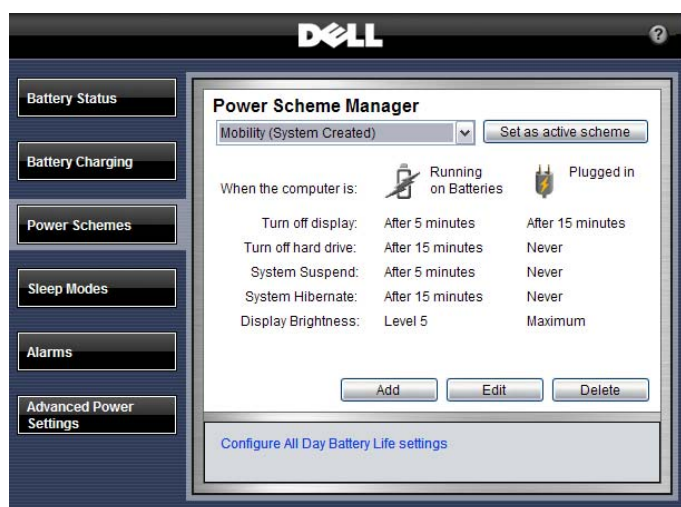 DELL
?
Battery Status
Battery Charging
Power Schemes
Sleep Modes
Alarms
Advanced Power
Settings
Power Scheme Manager
Mobility (System Created)
Set as active scheme
When the computer is:
Running
on Batteries
Plugged in
Turn off display: After 5 minutes After 15 minutes
Turn off hard drive: After 15 minutes Never
System Suspend: After 5 minutes Never
System Hibernate: After 15 minutes Never
Display Brightness: Level 5 Maximum
Add Edit Delete
Configure All Day Battery Life settings